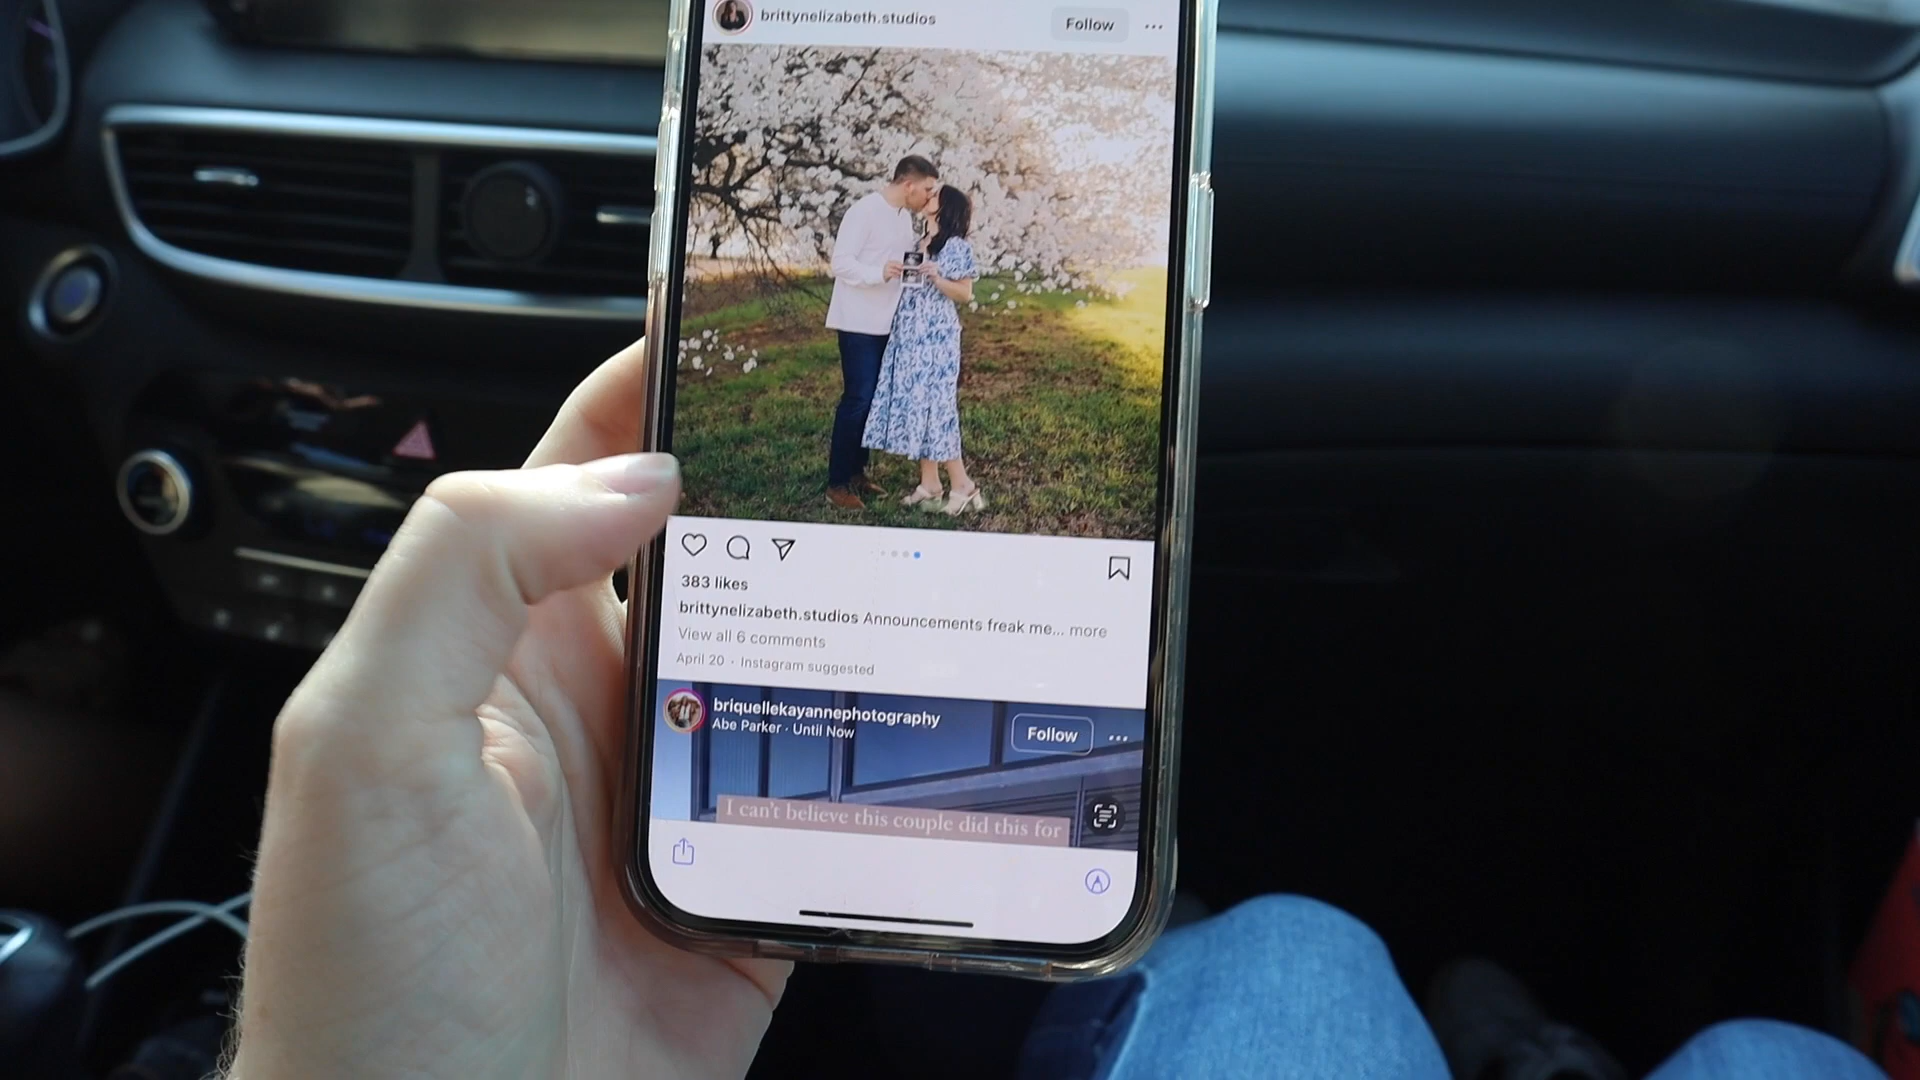 brittynelizabeth.studios
Follow
383 likes
brittynelizabeth.studios Announcements freak me... more
View all 6 comments
April 20 · Instagram suggested
briquellekayannephotography
Abe Parker · Until Now
Follow
I can't believe this couple did this for